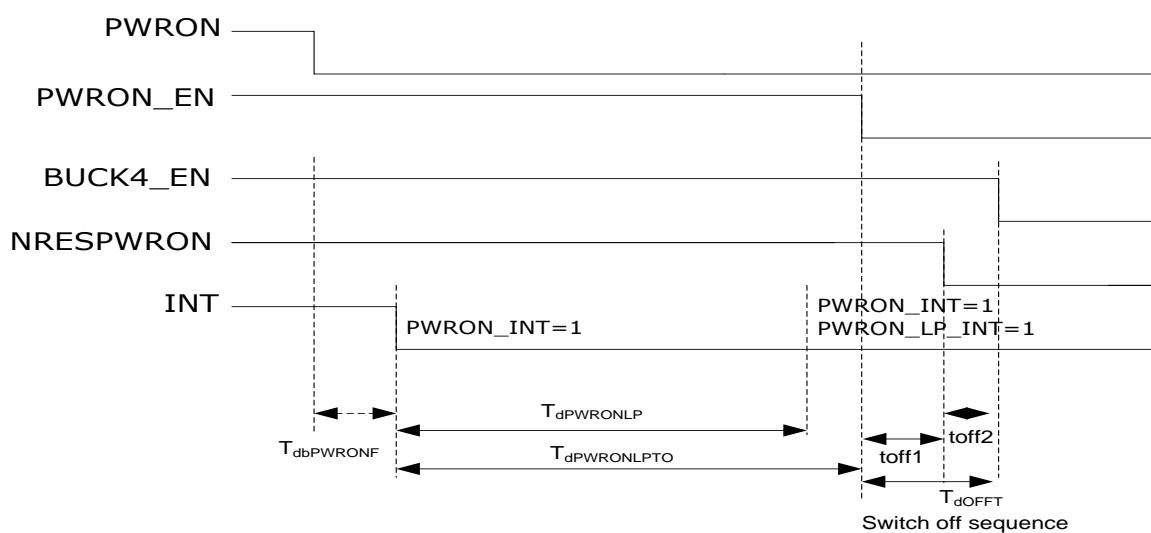 PWRON
PWRON_EN
BUCK4_EN
NRESPWRON
INT
PWRON_INT=1
PWRON_INT=1
PWRON_LP_INT=1
TdbPWRONF
TdPWRONLP
TdPWRONLPTO
toff1
toff2
TdOFFT
Switch off sequence